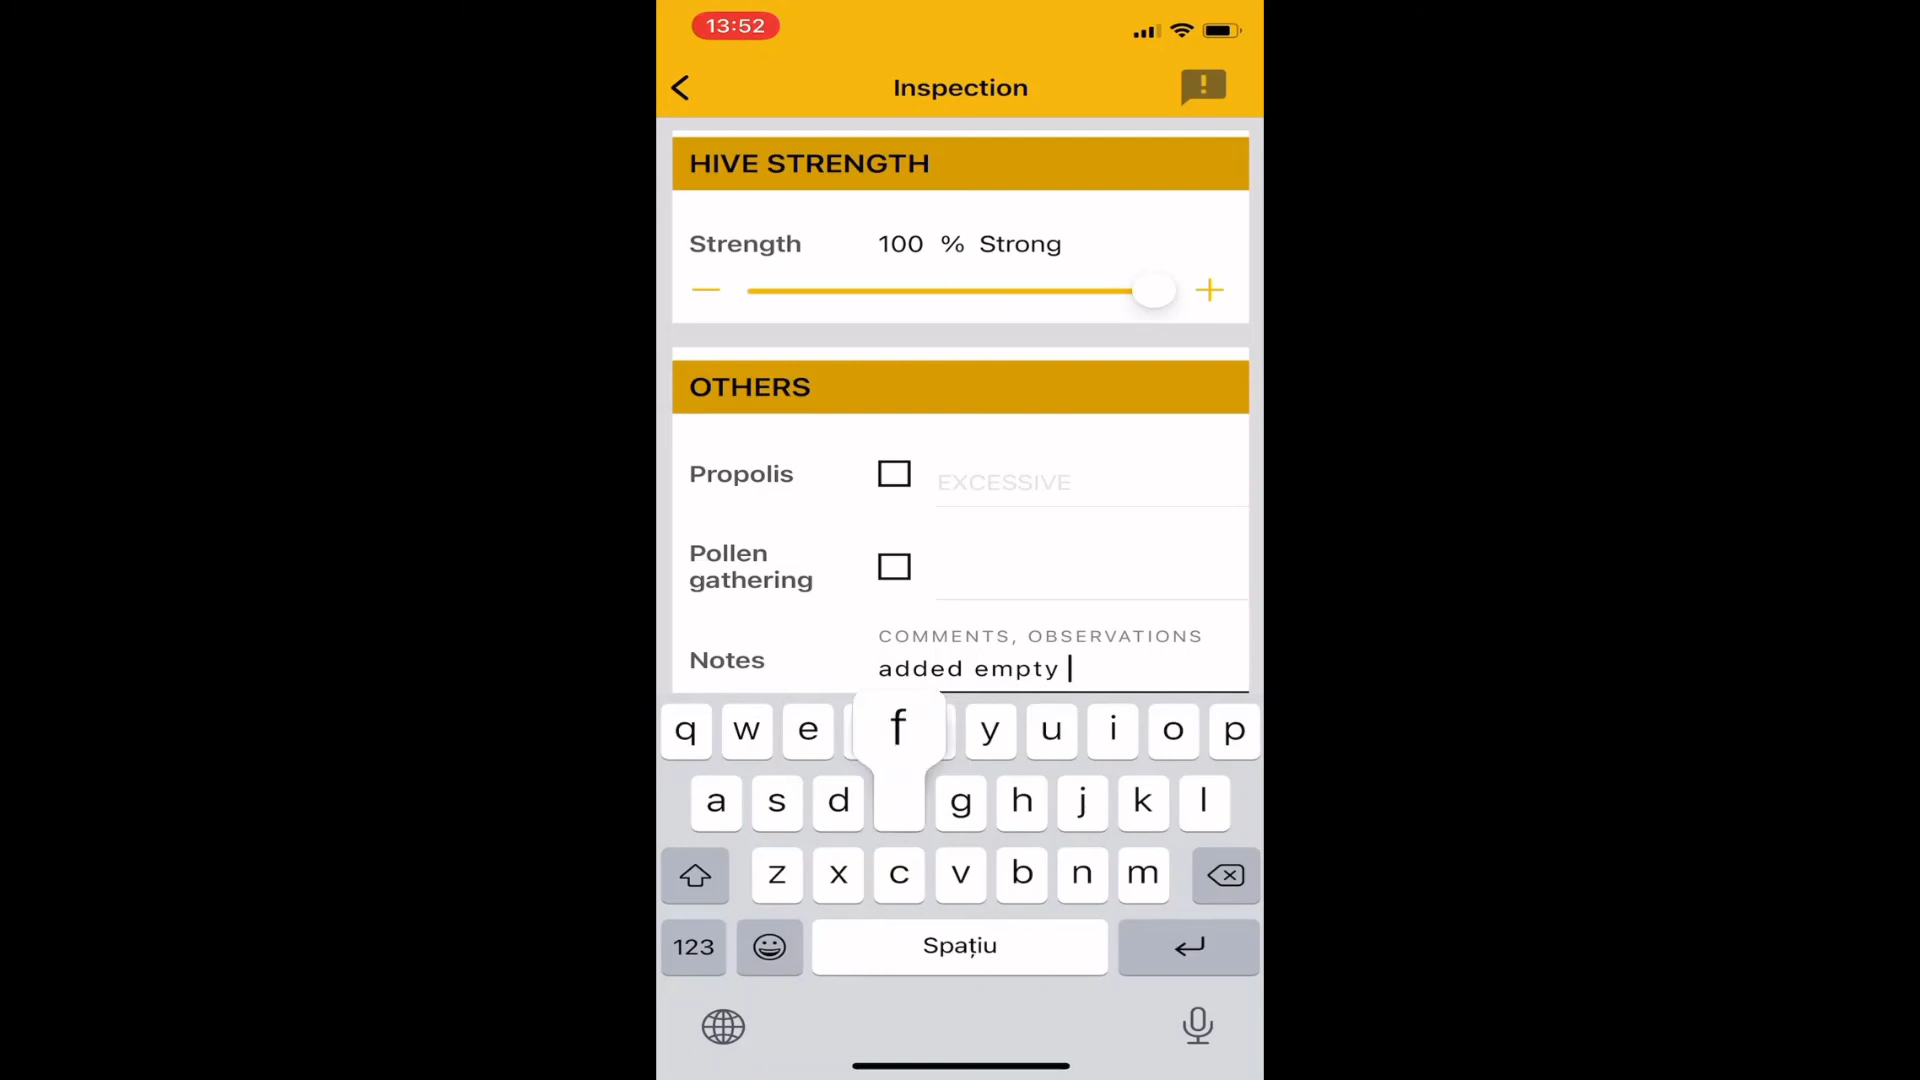 13:52
Inspection
HIVE STRENGTH
Strength 100 % Strong
OTHERS
Propolis EXCESSIVE
Pollen
gathering
COMMENTS, OBSERVATIONS
Notes added empty
q w e f y u i o p
a s d g h j k l
z x c v b n m
123 Spațiu